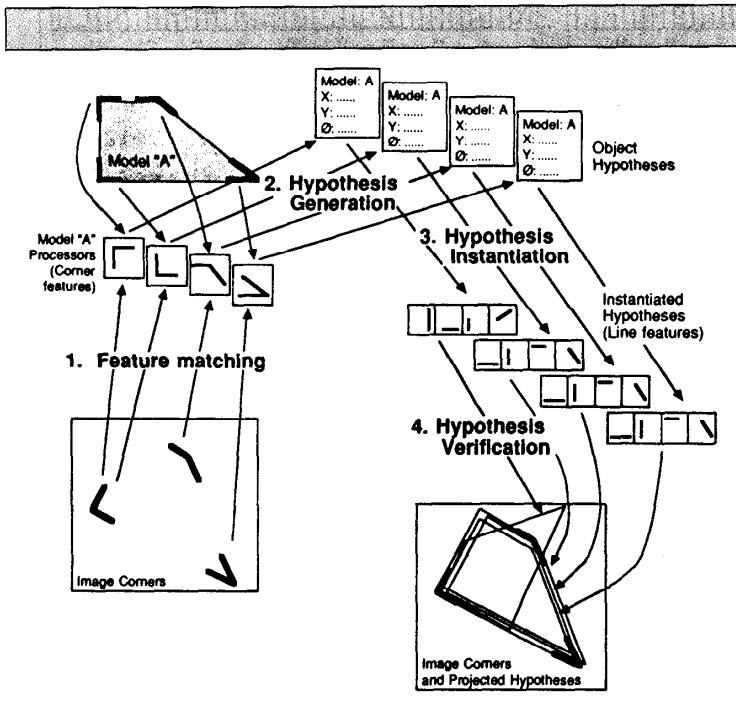 Model: A
X: ......
Y: ......
Ø: ......
Model: A
X: ......
Y: ......
Ø: ......
Model: A
X: ......
Y: ......
Ø: ......
Model: A
X: ......
Y: ......
Ø: ......
Object
Hypotheses
Model "A"
2. Hypothesis
Generation
Model "A"
Processors
(Corner
features)
3. Hypothesis
Instantiation
Instantiated
Hypotheses
(Line features)
1. Feature matching
4. Hypothesis
Verification
Image Corners
Image Corners
and Projected Hypotheses